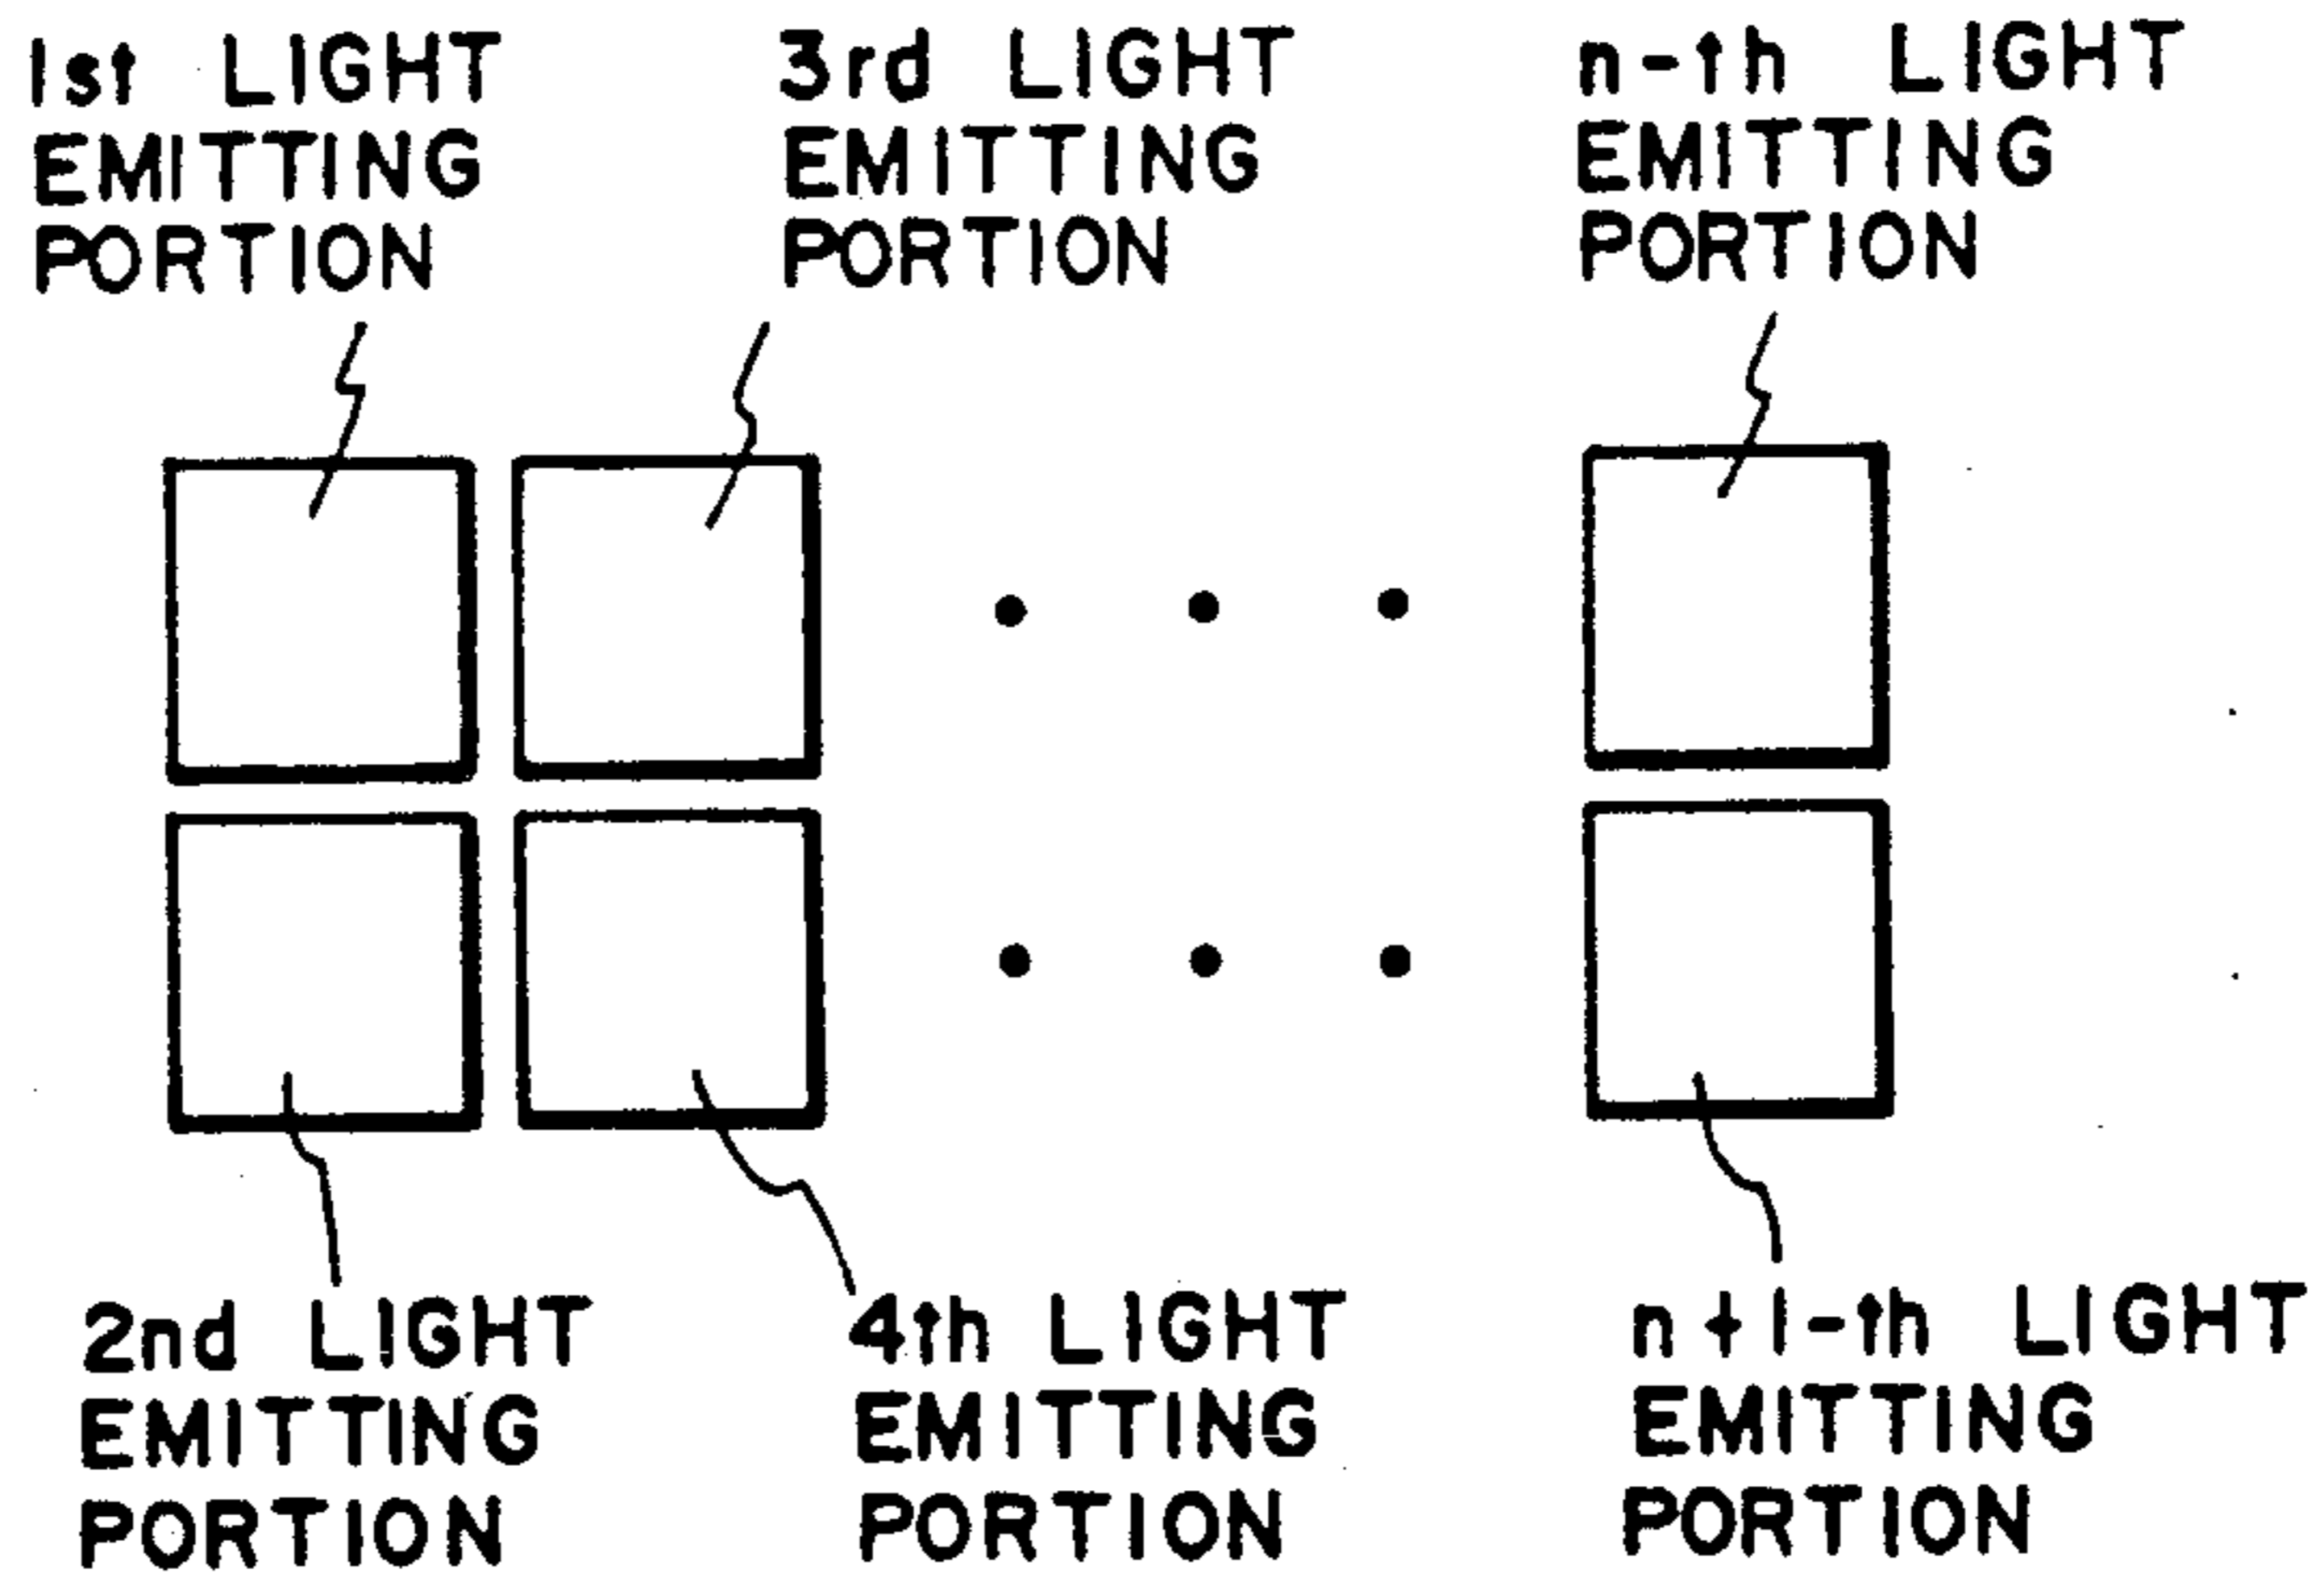 1st LIGHT
EMITTING
PORTION
3rd LIGHT
EMITTING
PORTION
n-th LIGHT
EMITTING
PORTION
2nd LIGHT
EMITTING
PORTION
4th LIGHT
EMITTING
PORTION
n+1-th LIGHT
EMITTING
PORTION